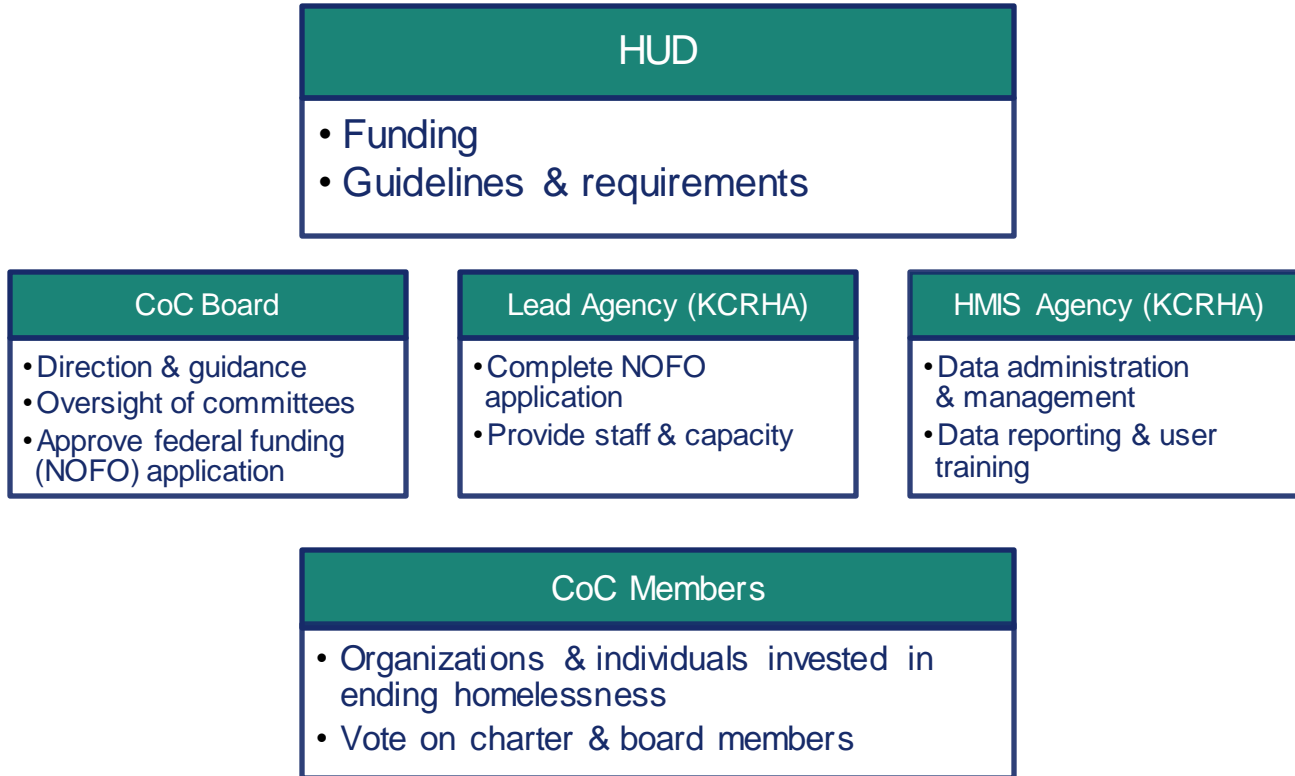 HUD
• Funding
• Guidelines & requirements
CoC Board
• Direction & guidance
• Oversight of committees
• Approve federal funding
(NOFO) application
Lead Agency (KCRHA)
• Complete NOFO
application
• Provide staff & capacity
HMIS Agency (KCRHA)
• Data administration
& management
• Data reporting & user
training
CoC Members
• Organizations & individuals invested in
ending homelessness
• Vote on charter & board members